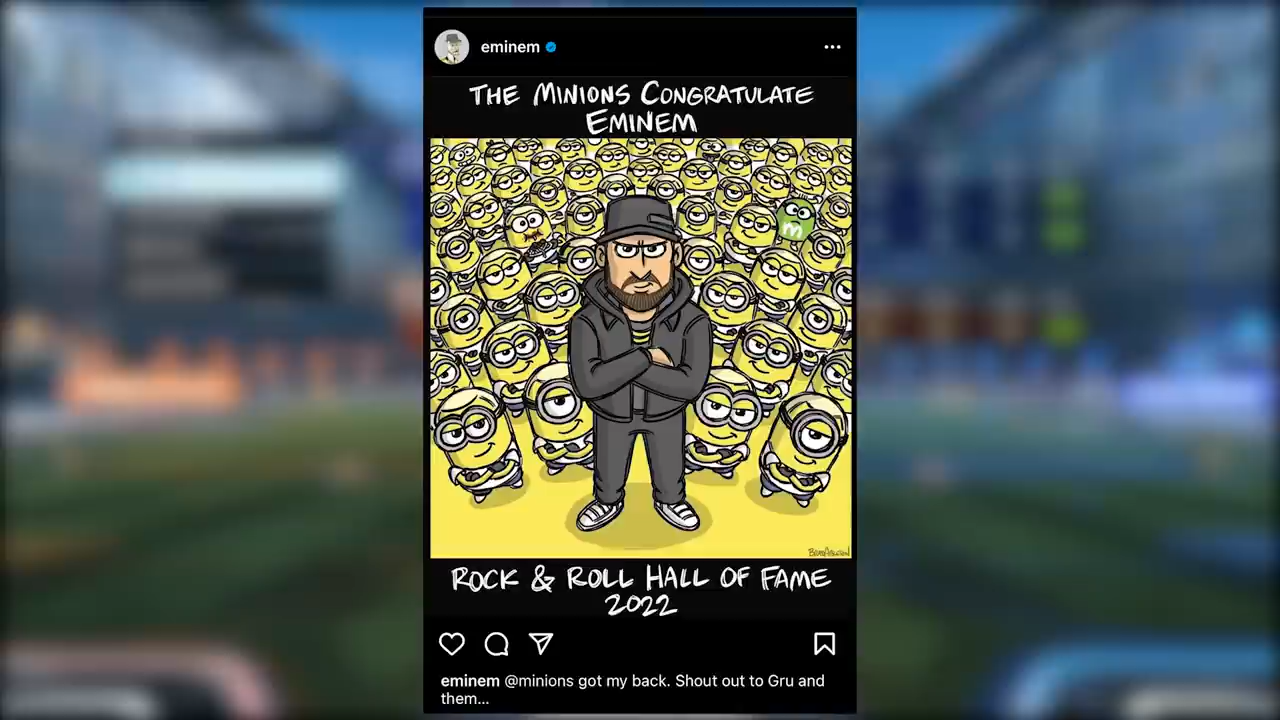 eminem
THE MINIONS CONGRATULATE
EMINEM
m
ROCK & ROLL HALL OF FAME
2022
eminem @minions got my back. Shout out to Gru and
them...